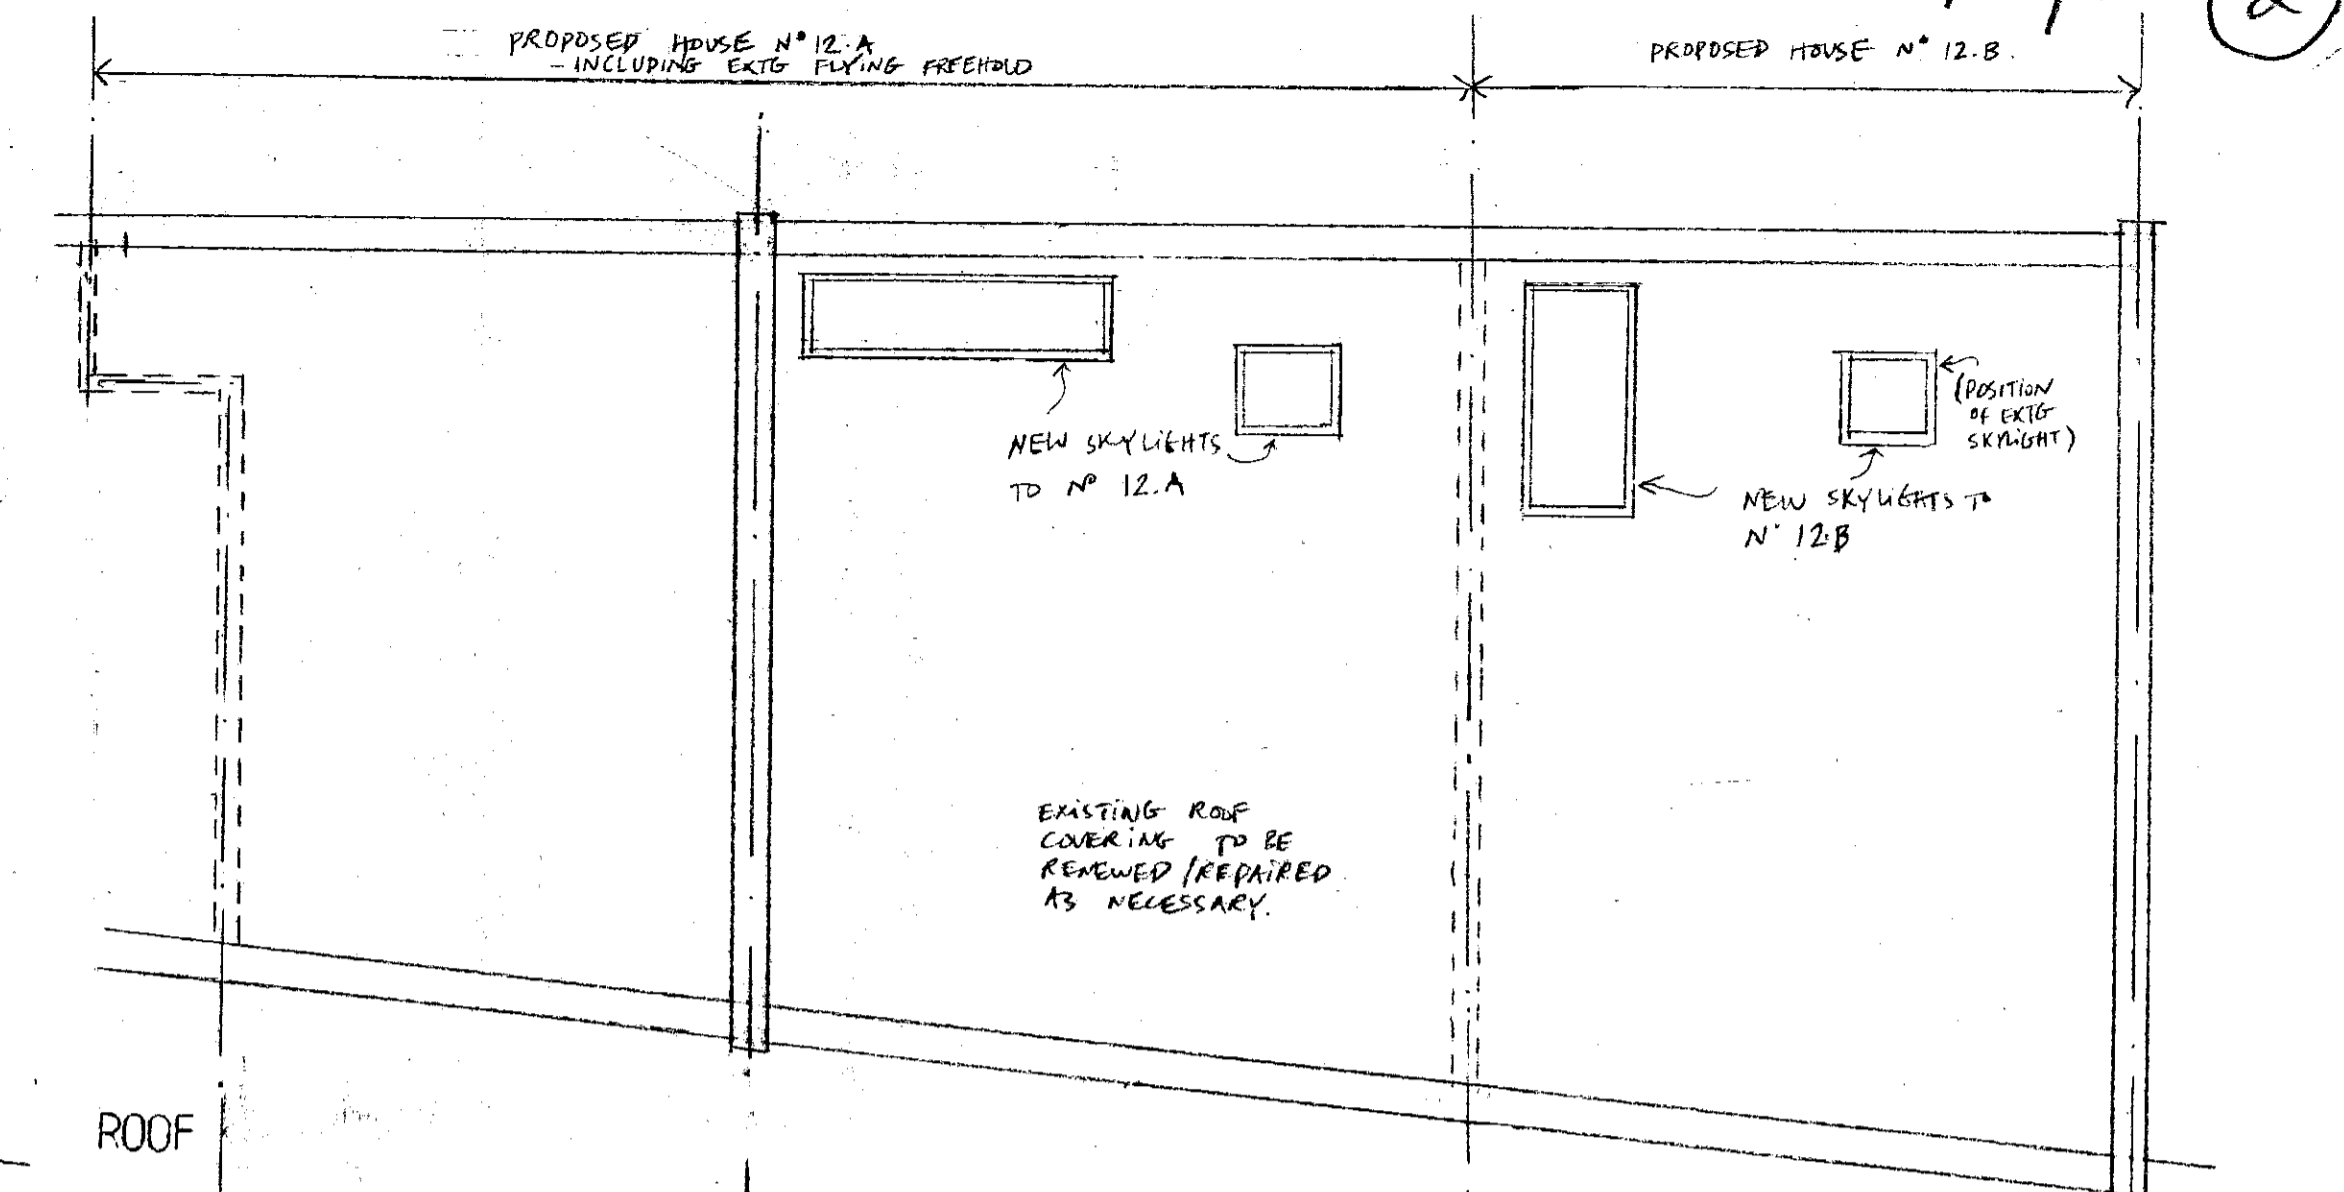 PROPOSED HOUSE N° 12.A
- INCLUDING EXTG FLYING FREEHOLD
PROPOSED HOUSE N° 12.B.
2
(POSITION
OF EXTG
SKYLIGHT)
NEW SKYLIGHTS
TO N° 12.A
NEW SKYLIGHTS TO
N° 12.B
EXISTING ROOF
COVERING TO BE
RENEWED/REPAIRED
AS NECESSARY.
ROOF